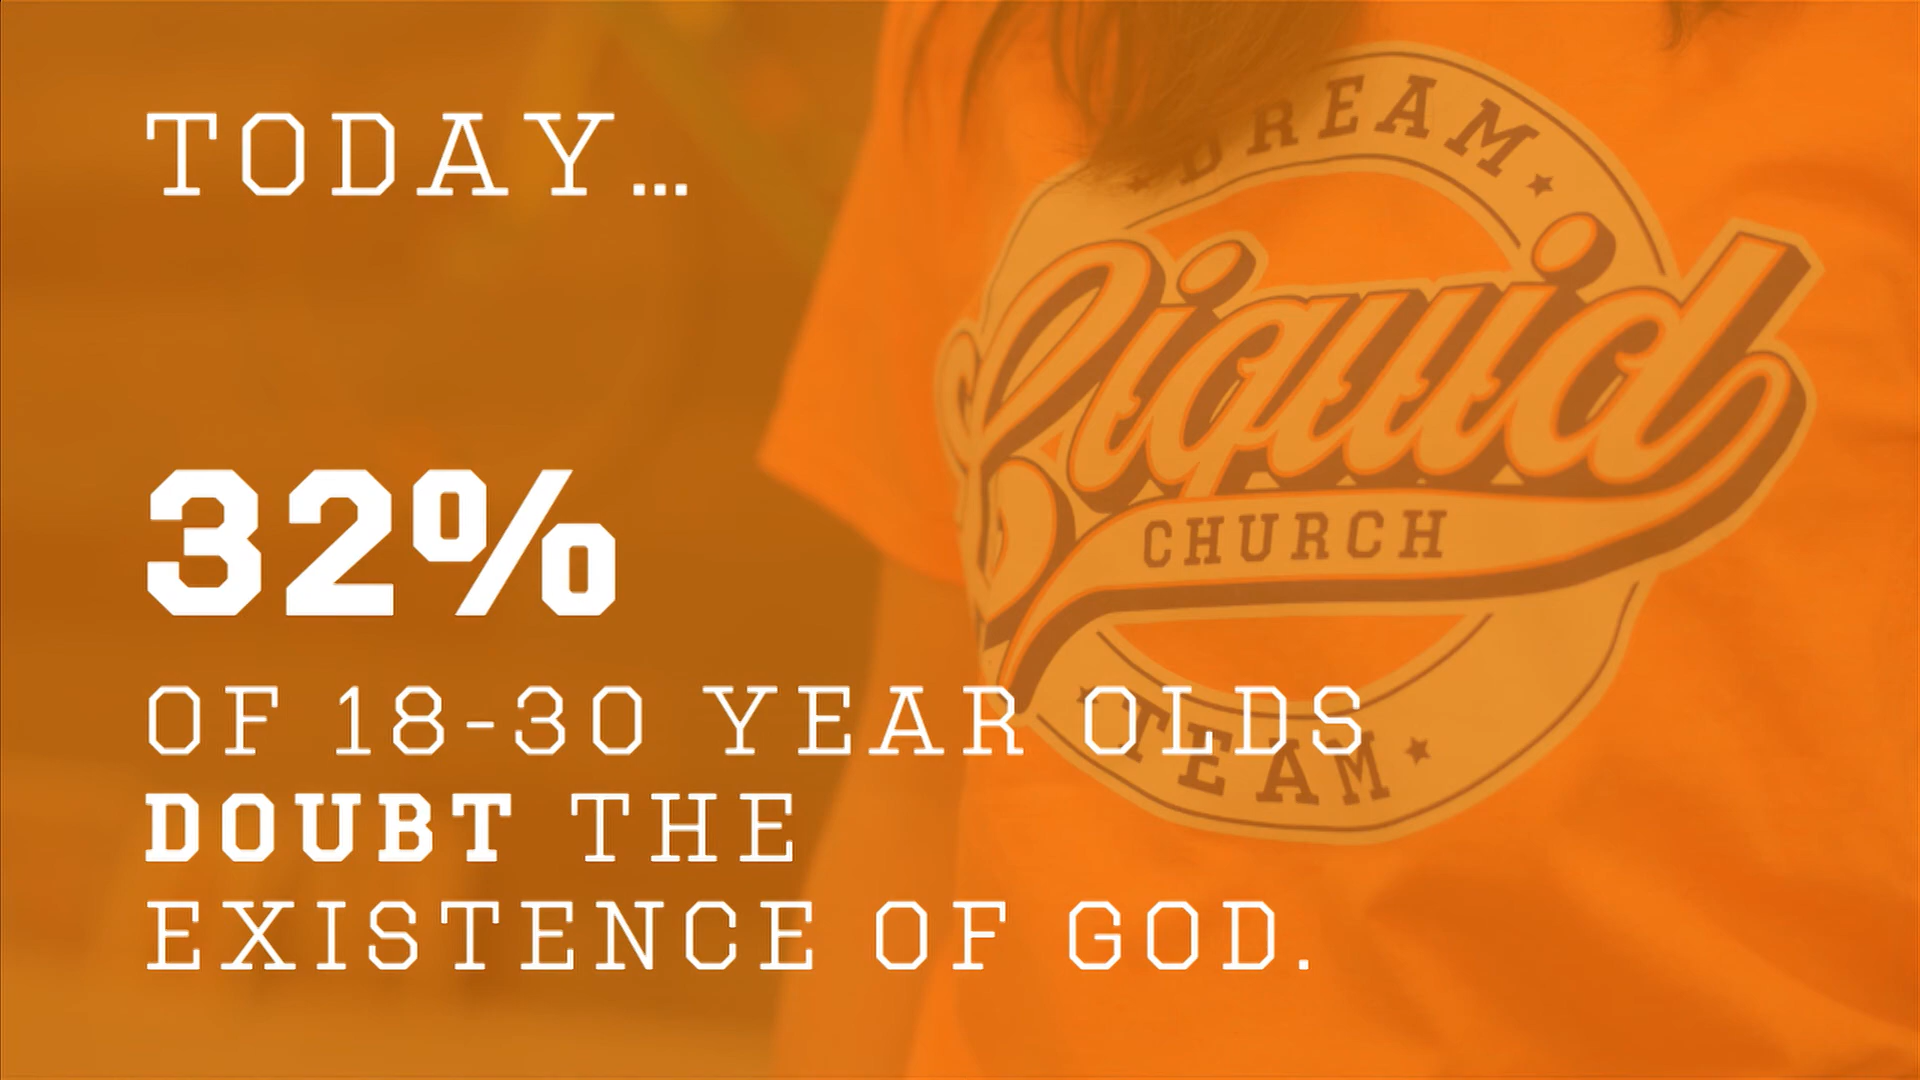 TODAY...
32%
OF 18-30 YEAR OLDS
DOUBT THE
EXISTENCE OF GOD.
DREAM
Liquid
CHURCH
TEAM